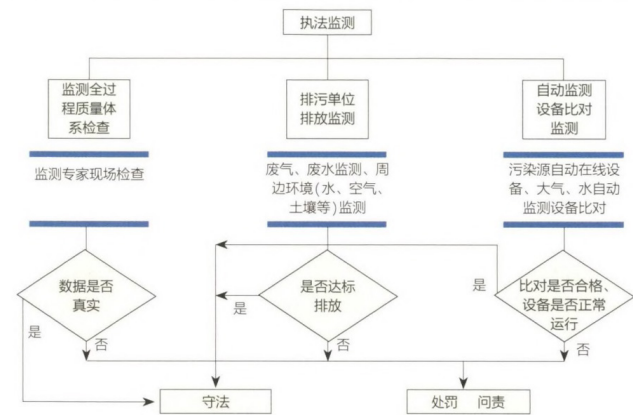 执法监测
监测全过
程质量体
系检查
排污单位
排放监测
自动监测
设备比对
监测
监测专家现场检查
废气、废水监测、周
边环境(水、空气、
土壤等)监测
污染源自动在线设
备、大气、水自动
监测设备比对
数据是否
真实
是否达标
排放
比对是否合格、
设备是否正常
运行
是
是
是
否
否
否
守法
处罚 问责